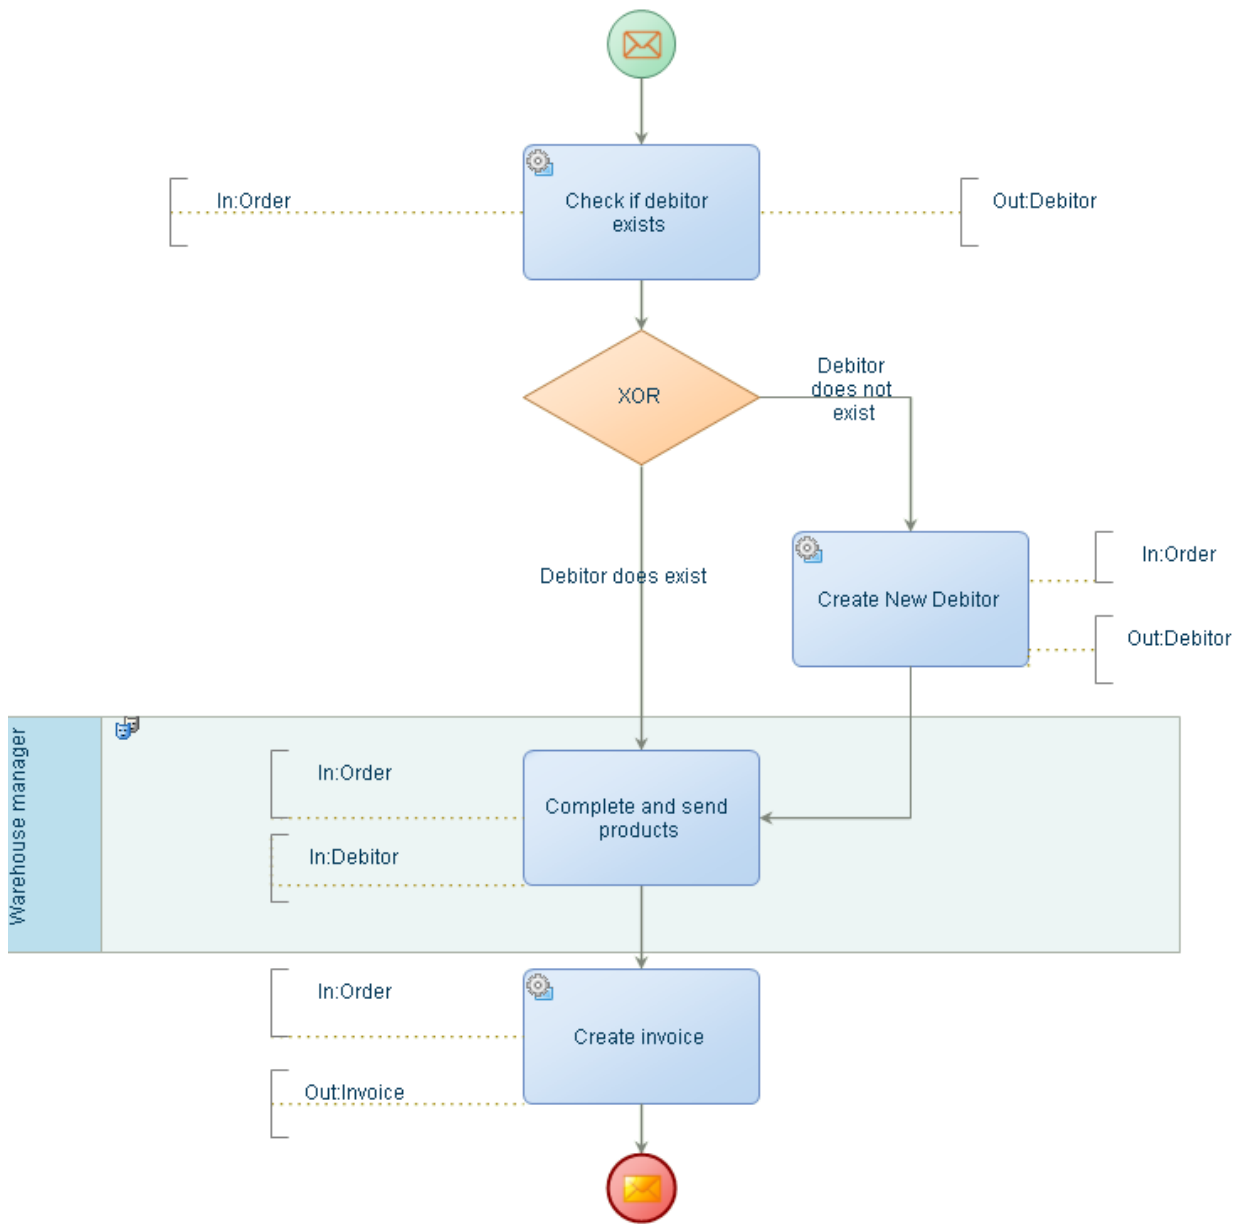 In:Order
Check if debitor
exists
Out:Debitor
XOR
Debitor
does not
exist
Debitor does exist
Create New Debitor
In:Order
Out:Debitor
Warehouse manager
In:Order
In:Debitor
Complete and send
products
In:Order
Out:Invoice
Create invoice